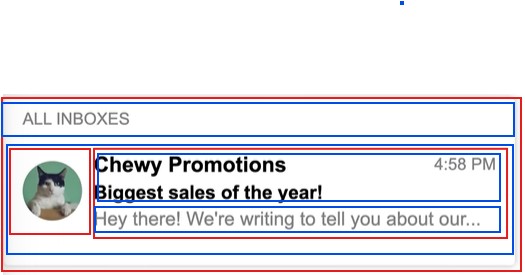 ALL INBOXES
Chewy Promotions 4:58 PM
Biggest sales of the year!
Hey there! We're writing to tell you about our...